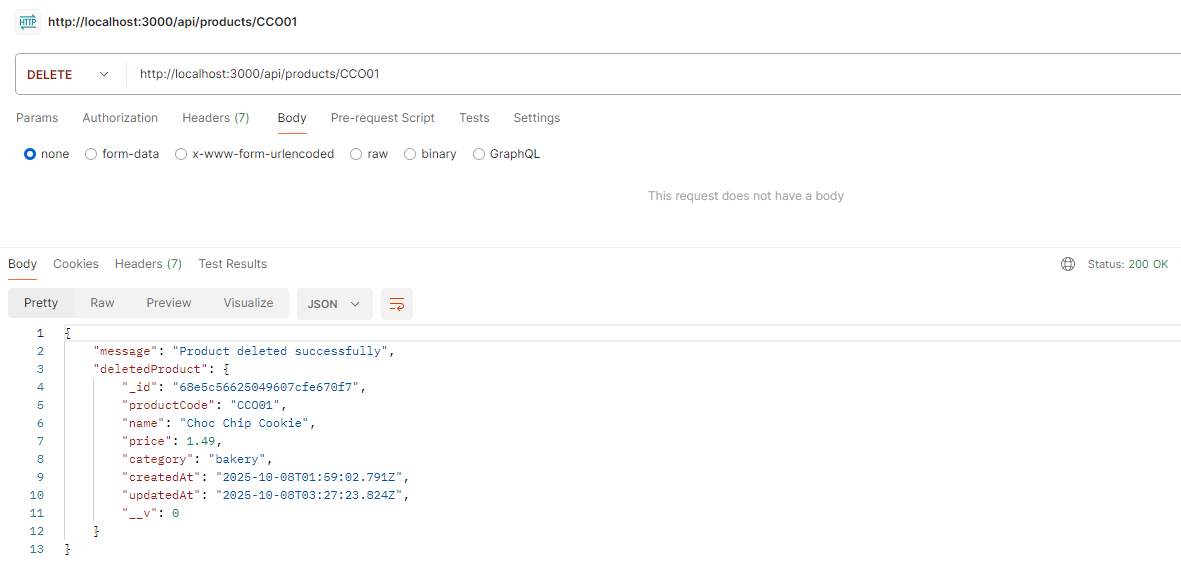 HTTP http://localhost:3000/api/products/CCO01
DELETE http://localhost:3000/api/products/CCO01
Params Authorization Headers (7) Body Pre-request Script Tests Settings
none form-data x-www-form-urlencoded raw binary GraphQL
This request does not have a body
Body Cookies Headers (7) Test Results Status: 200 OK
Pretty Raw Preview Visualize JSON
1 {
2 "message": "Product deleted successfully",
3 "deletedProduct": {
4 "_id": "68e5c56625049607cfe670f7",
5 "productCode": "CCO01",
6 "name": "Choc Chip Cookie",
7 "price": 1.49,
8 "category": "bakery",
9 "createdAt": "2025-10-08T01:59:02.791Z",
10 "updatedAt": "2025-10-08T03:27:23.824Z",
11 "__v": 0
12 }
13 }